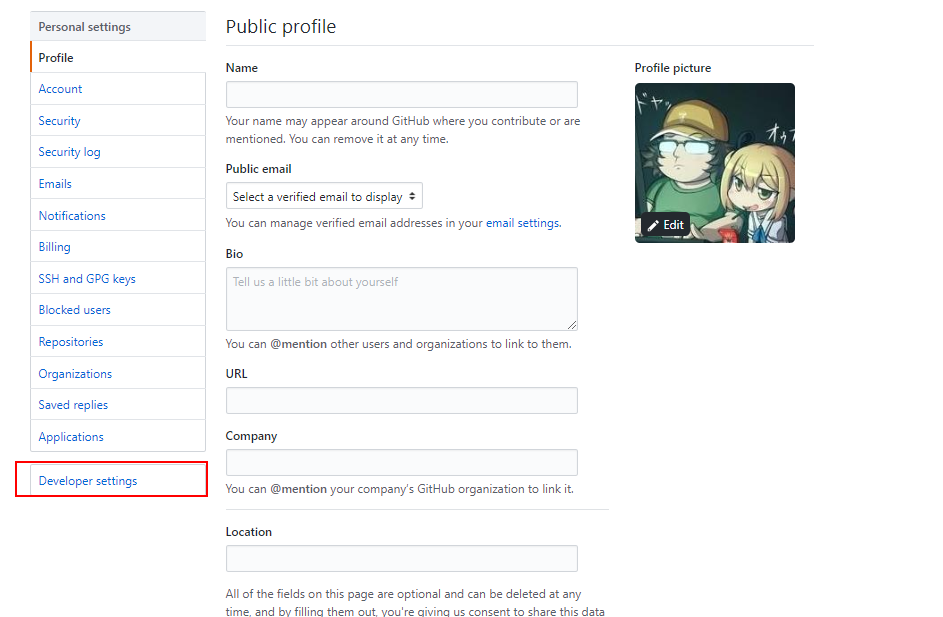 Personal settings
Profile
Account
Security
Security log
Emails
Notifications
Billing
SSH and GPG keys
Blocked users
Repositories
Organizations
Saved replies
Applications
Developer settings
Public profile
Name
Your name may appear around GitHub where you contribute or are
mentioned. You can remove it at any time.
Public email
Select a verified email to display
You can manage verified email addresses in your email settings.
Bio
Tell us a little bit about yourself
You can @mention other users and organizations to link to them.
URL
Company
You can @mention your company's GitHub organization to link it.
Location
All of the fields on this page are optional and can be deleted at any
time, and by filling them out, you're giving us consent to share this data
Profile picture
ドヤッ
Edit